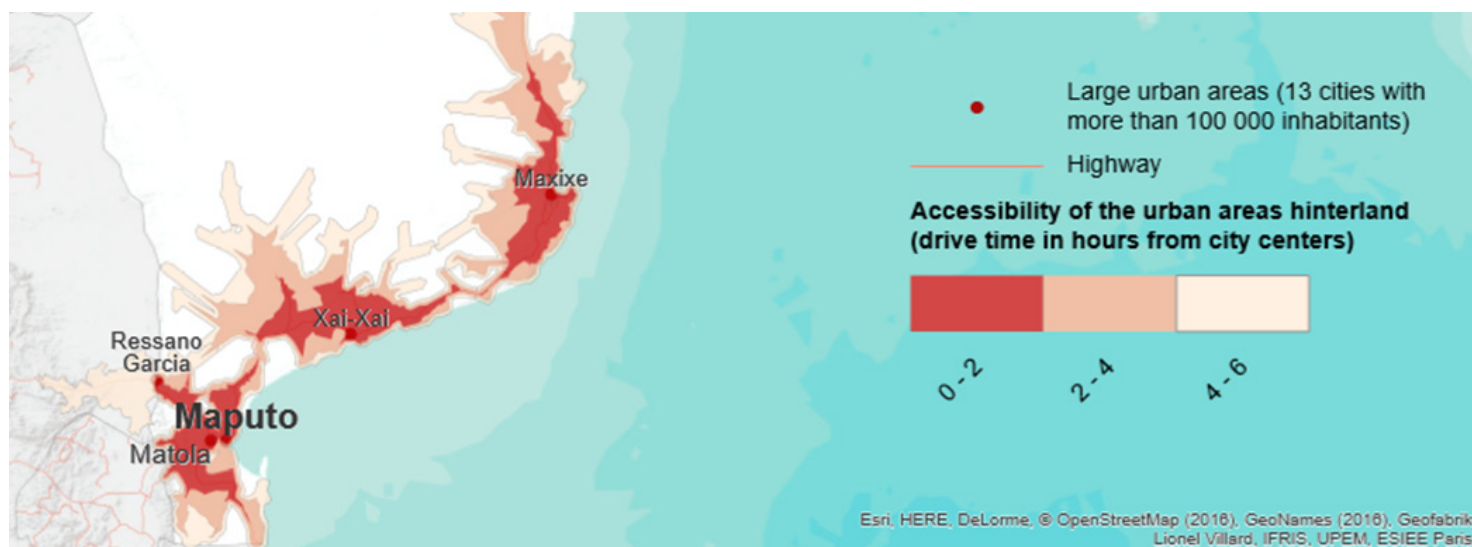 Large urban areas (13 cities with
more than 100 000 inhabitants)
Highway
Accessibility of the urban areas hinterland
(drive time in hours from city centers)
0 - 2
2 - 4
4 - 6
Maxixe
Xai-Xai
Ressano
Garcia
Maputo
Matola
Esri, HERE, DeLorme, © OpenStreetMap (2016), GeoNames (2016), Geofabrik
Lionel Villard, IFRIS, UPEM, ESIEE Paris